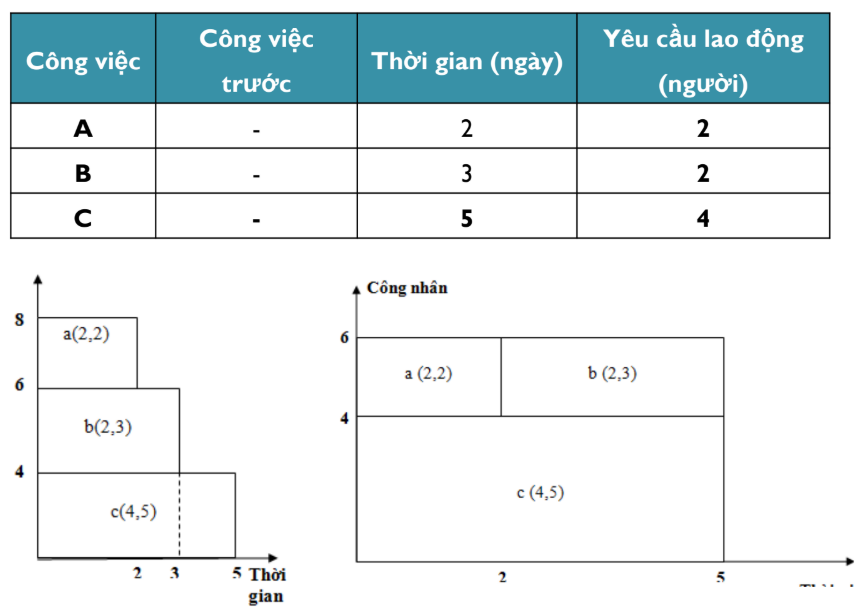 Công việc
Công việc trước
Thời gian (ngày)
Yêu cầu lao động (người)
A - 2 2
B - 3 2
C - 5 4
8
a(2,2)
6
b(2,3)
4
c(4,5)
2 3 5 Thời
gian
Công nhân
6
a (2,2) b (2,3)
4
c (4,5)
2 5